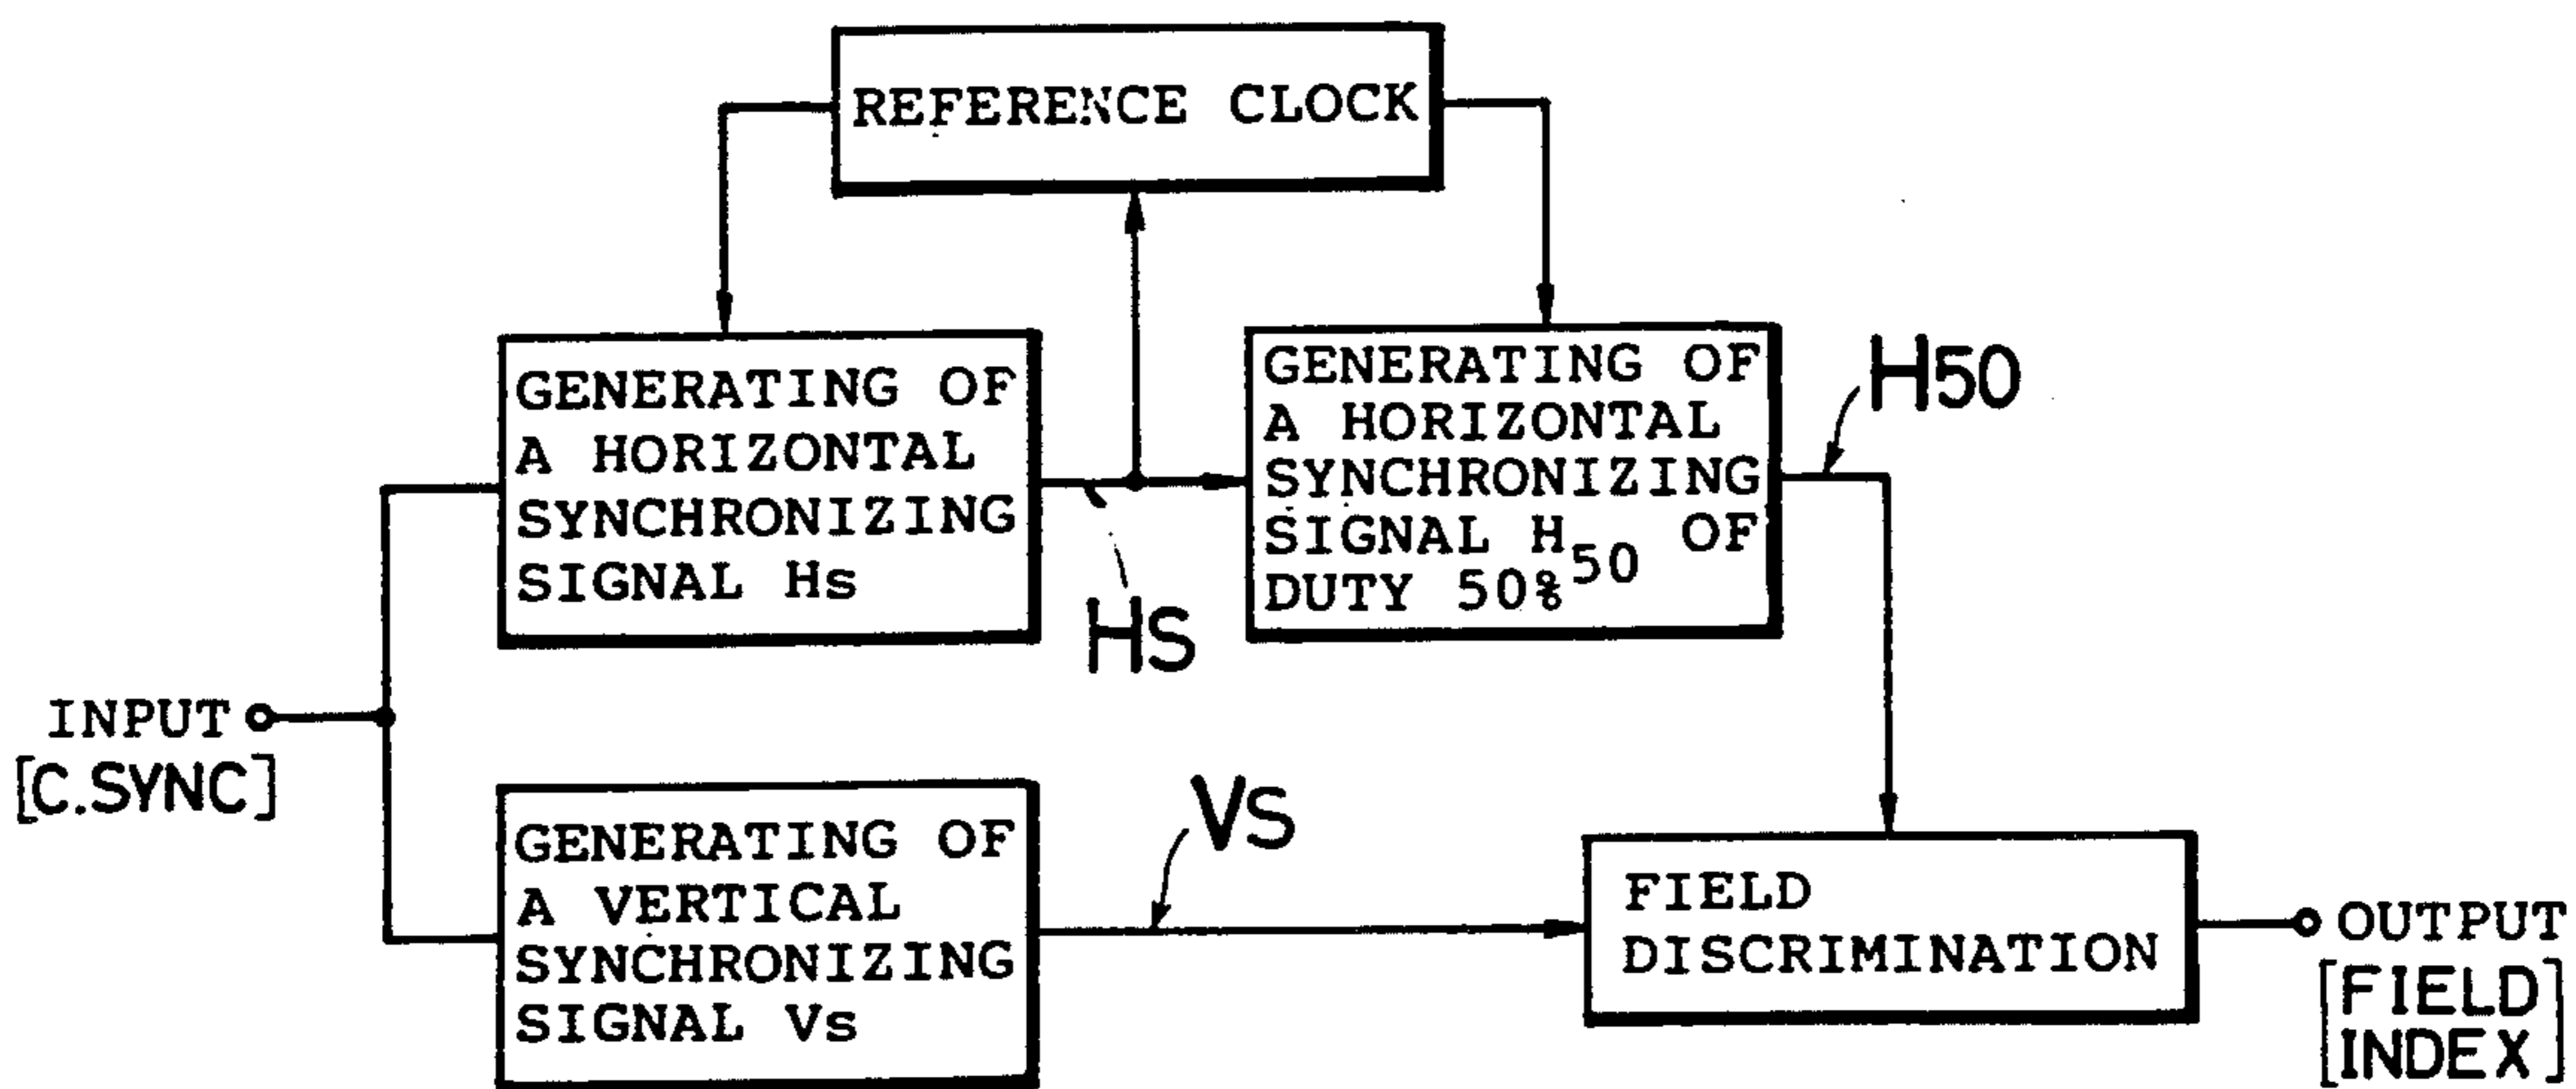 REFERENCE CLOCK
GENERATING OF
A HORIZONTAL
SYNCHRONIZING
SIGNAL Hs
HS
GENERATING OF
A HORIZONTAL
SYNCHRONIZING
SIGNAL H50 OF
DUTY 50%
H50
INPUT
[C.SYNC]
GENERATING OF
A VERTICAL
SYNCHRONIZING
SIGNAL Vs
VS
FIELD
DISCRIMINATION
OUTPUT
[FIELD
INDEX]